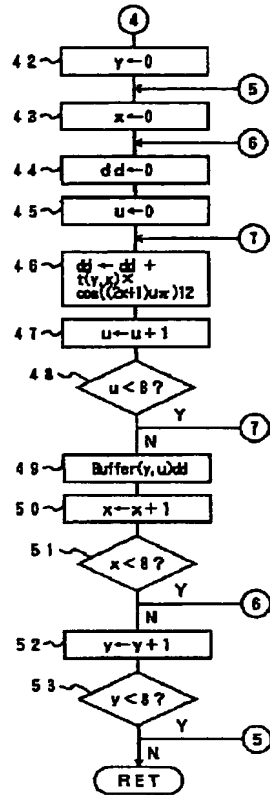 4
42 y←0
5
43 x←0
6
44 dd←0
45 u←0
7
46 dd ← dd +
t(y,x)×
cos((2x+1)uπ)12
47 u←u+1
48 u<8?
Y 7
N
49 Buffer(y,u)dd
50 x←x+1
51 x<8?
Y 6
N
52 y←y+1
53 y<8?
Y 5
N
RET